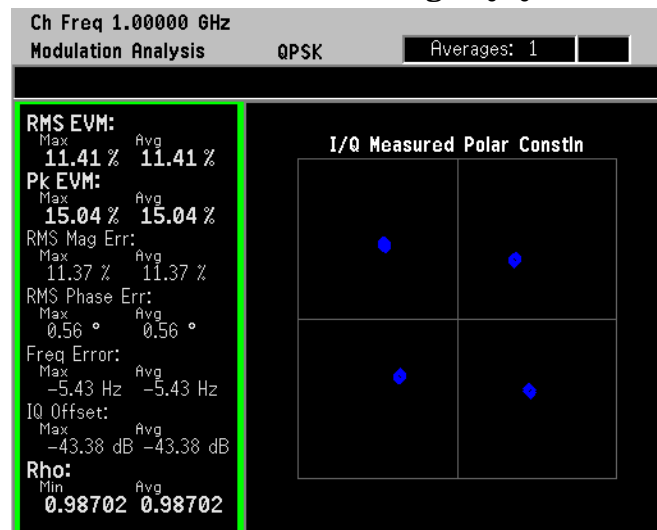 Ch Freq 1.00000 GHz
Modulation Analysis QPSK Averages: 1
RMS EVM:
Max Avg
11.41 % 11.41 %
Pk EVM:
Max Avg
15.04 % 15.04 %
RMS Mag Err:
Max Avg
11.37 % 11.37 %
RMS Phase Err:
Max Avg
0.56 ° 0.56 °
Freq Error:
Max Avg
-5.43 Hz -5.43 Hz
IQ Offset:
Max Avg
-43.38 dB -43.38 dB
Rho:
Min Avg
0.98702 0.98702
I/Q Measured Polar Constln